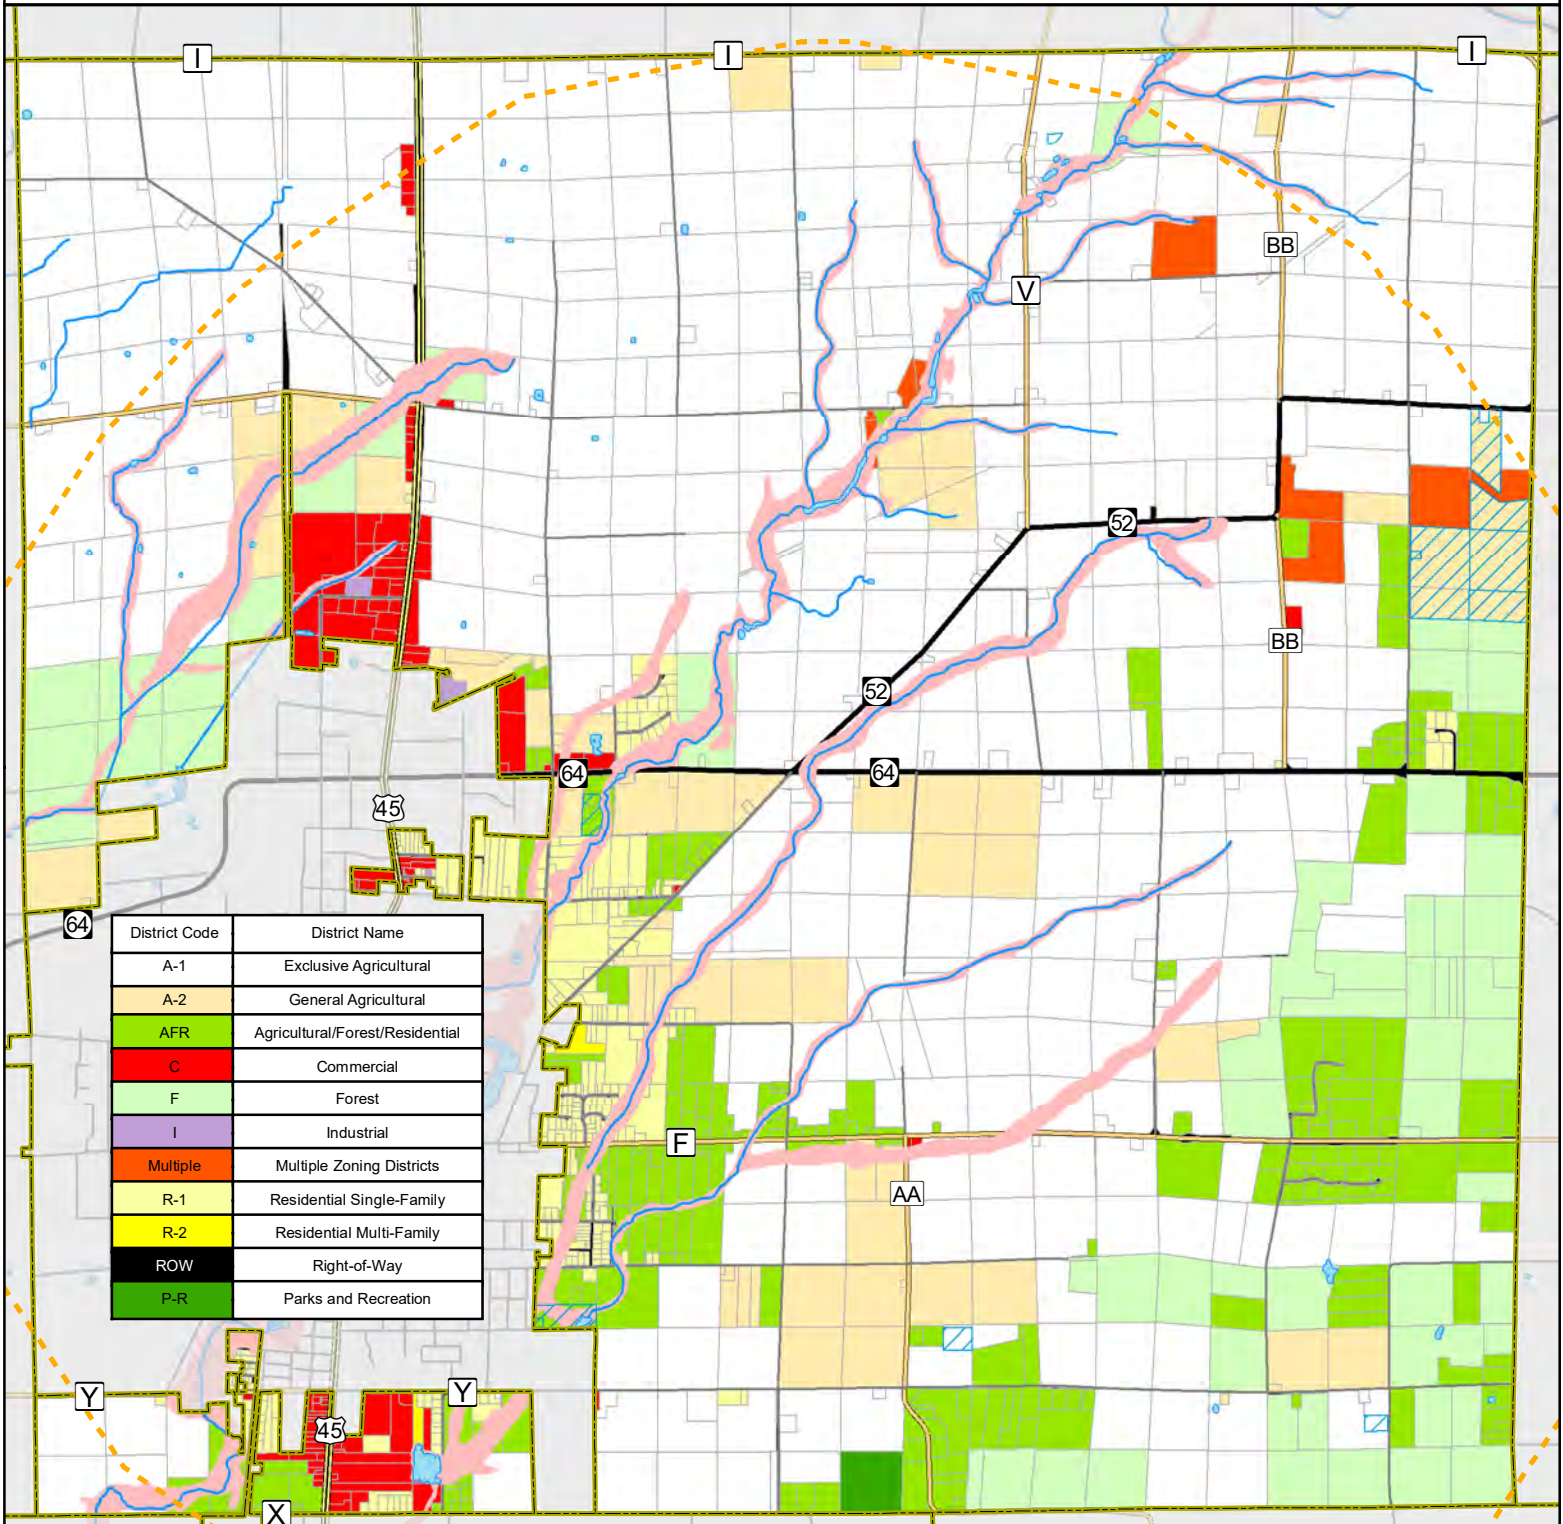 I
I
I
BB
V
52
BB
52
64
64
45
64
District Code District Name
A-1 Exclusive Agricultural
A-2 General Agricultural
AFR Agricultural/Forest/Residential
C Commercial
F Forest
I Industrial
Multiple Multiple Zoning Districts
R-1 Residential Single-Family
R-2 Residential Multi-Family
ROW Right-of-Way
P-R Parks and Recreation
F
AA
Y
Y
45
X